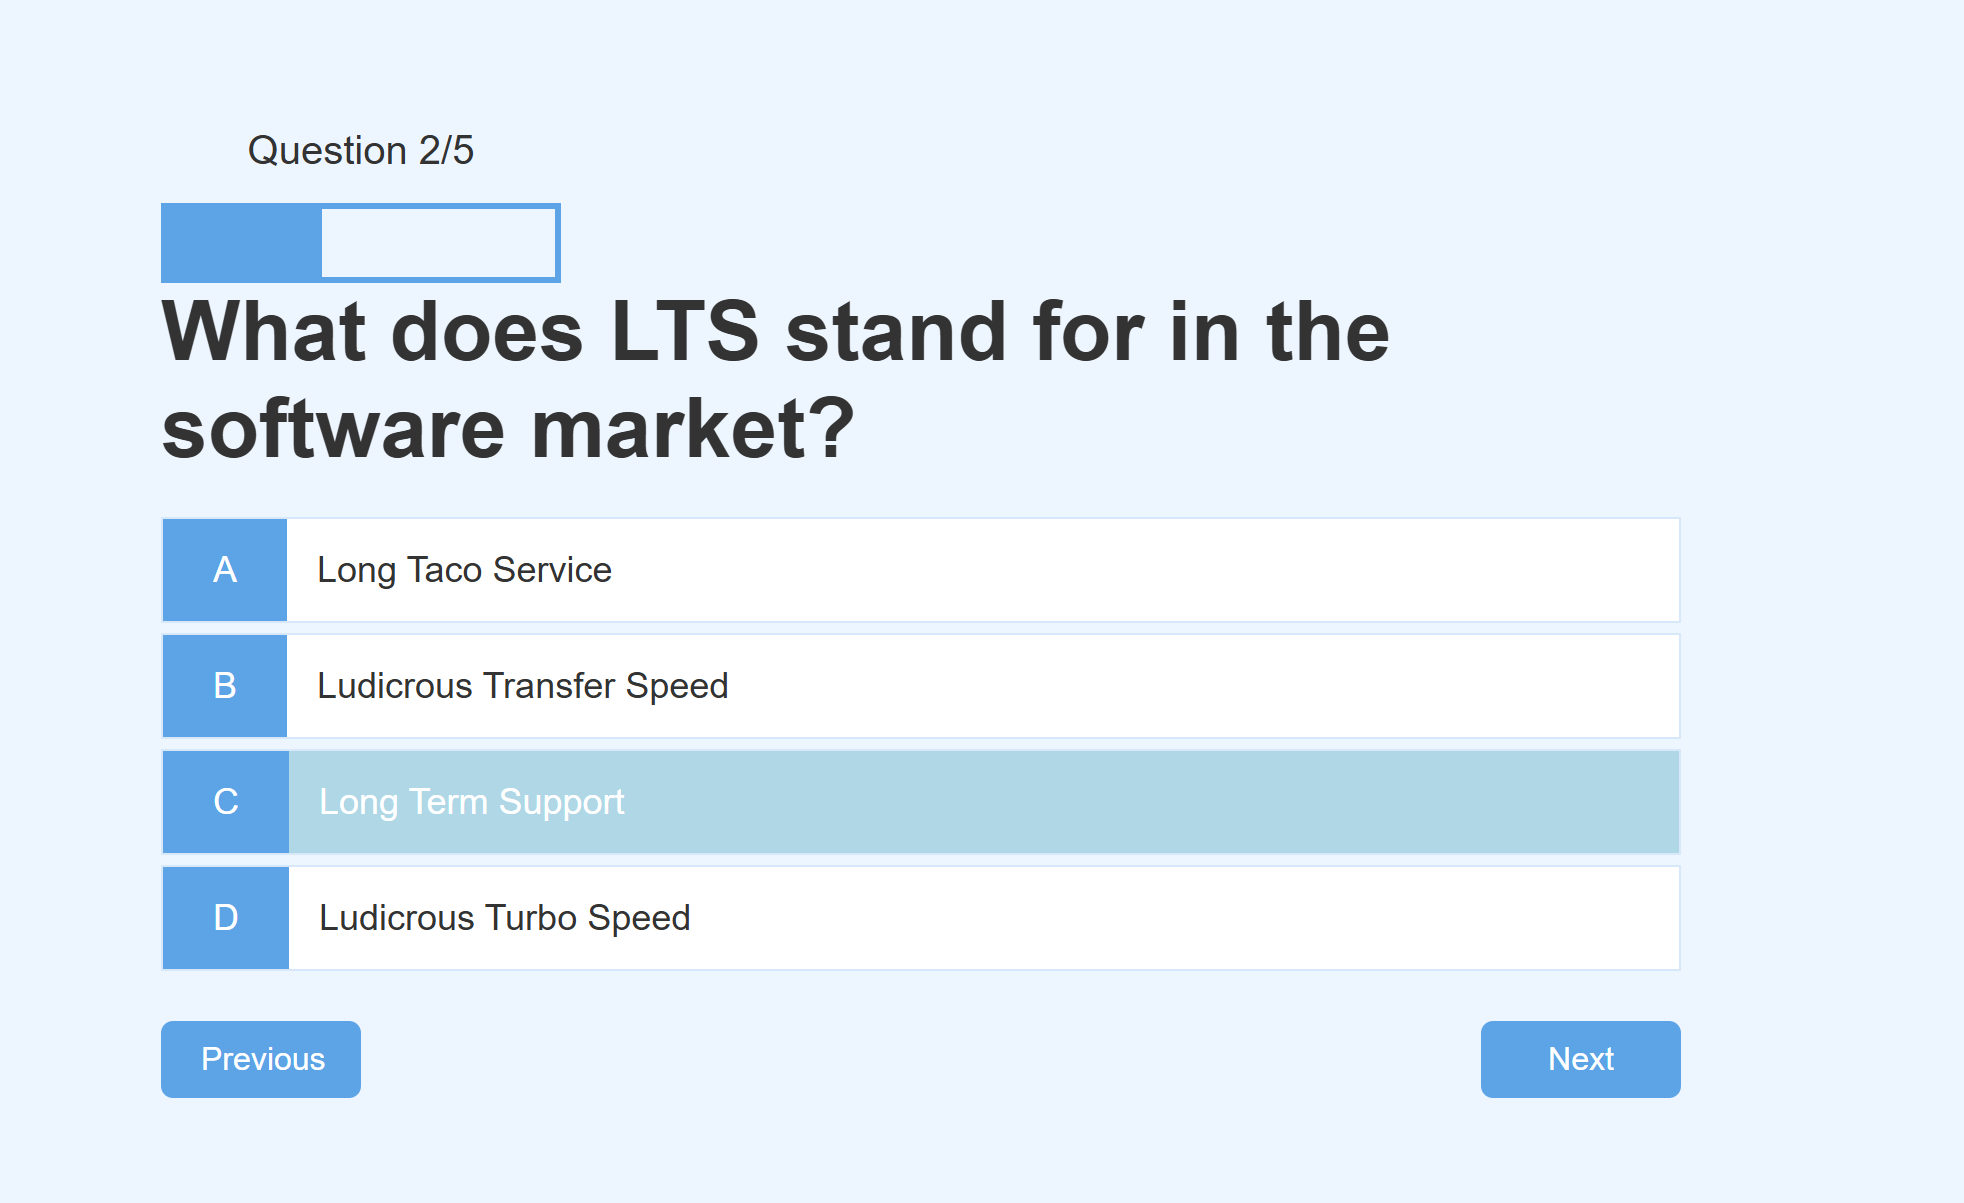 Question 2/5
What does LTS stand for in the
software market?
A Long Taco Service
B Ludicrous Transfer Speed
C Long Term Support
D Ludicrous Turbo Speed
Previous Next